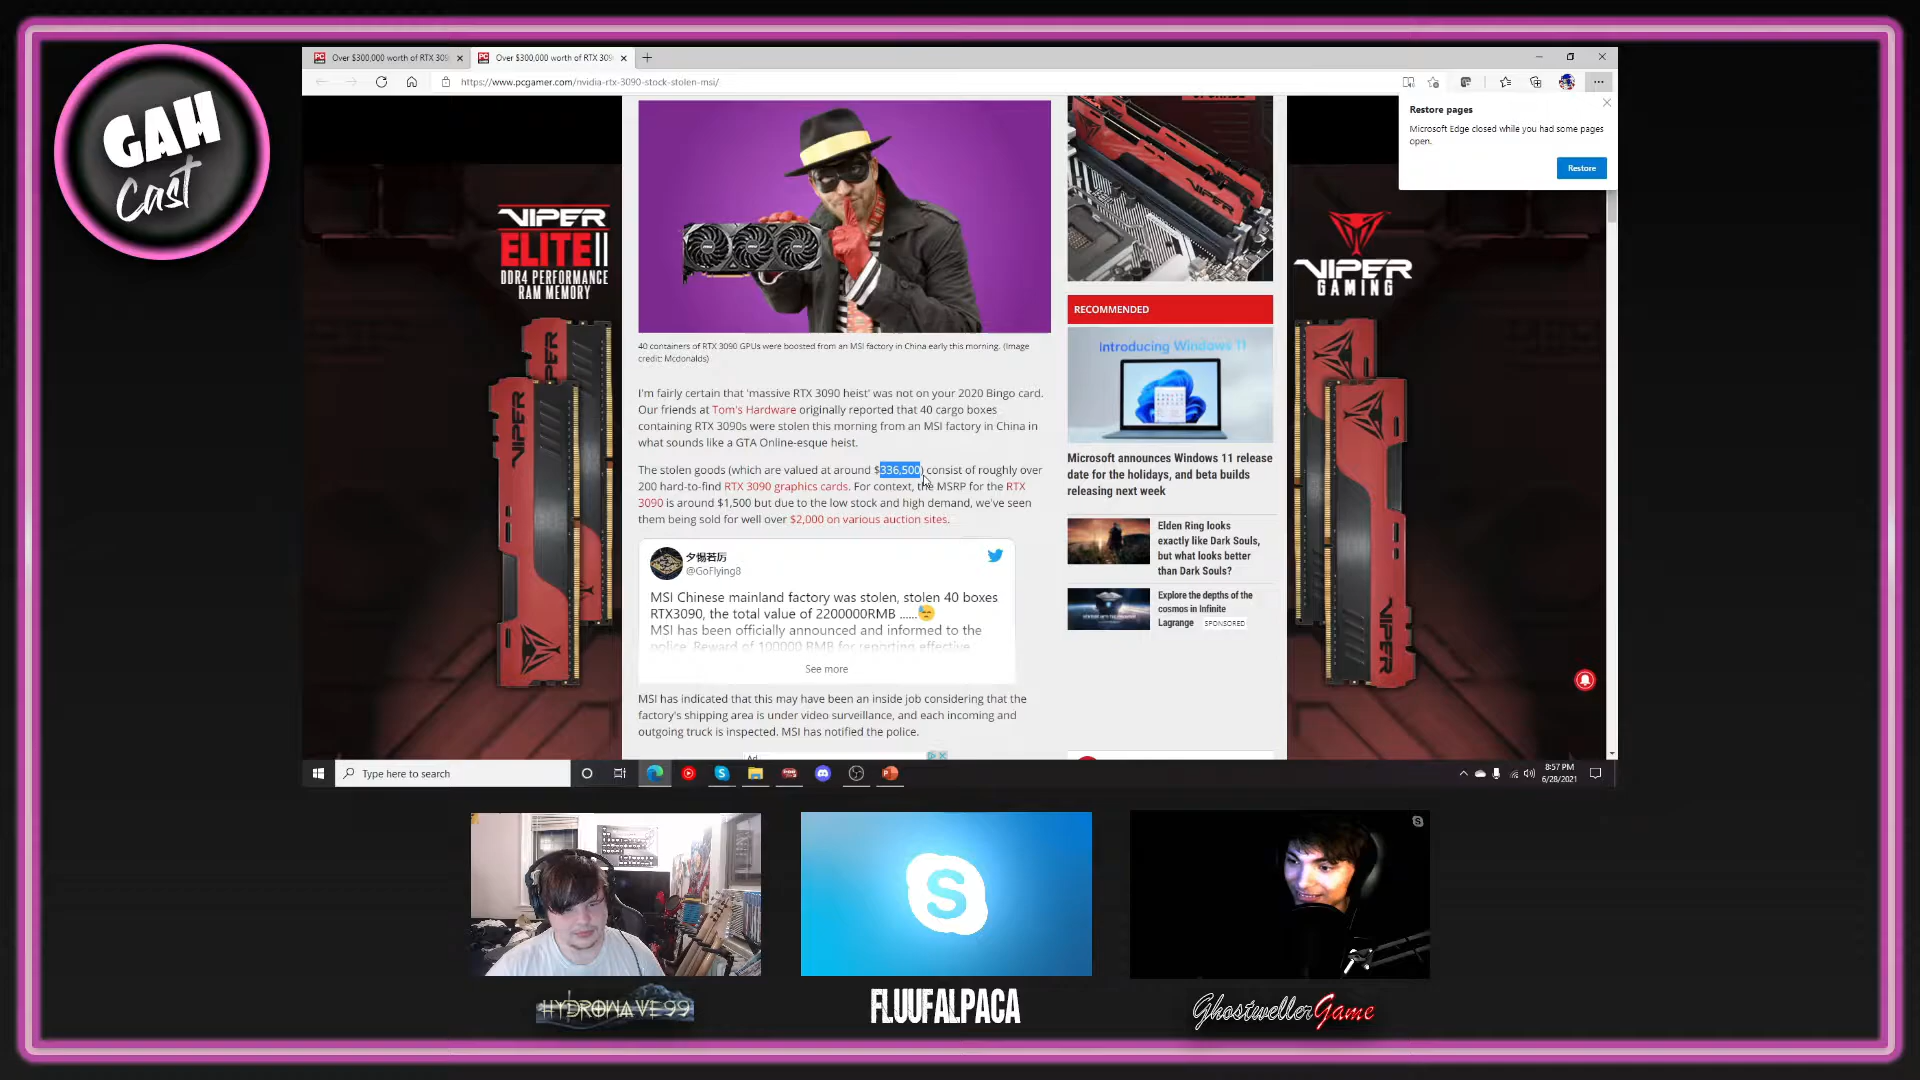 GAH
Cast
Over $300,000 worth of RTX 309
Over $300,000 worth of RTX 309
https://www.pcgamer.com/nvidia-rtx-3090-stock-stolen-msi/
Restore pages
Microsoft Edge closed while you had some pages
open.
Restore
VIPER
ELITE II
DDR4 PERFORMANCE
RAM MEMORY
VIPER
GAMING
40 containers of RTX 3090 GPUs were boosted from an MSI factory in China early this morning. (Image
credit: Mcdonalds)
I'm fairly certain that 'massive RTX 3090 heist' was not on your 2020 Bingo card.
Our friends at Tom's Hardware originally reported that 40 cargo boxes
containing RTX 3090s were stolen this morning from an MSI factory in China in
what sounds like a GTA Online-esque heist.
The stolen goods (which are valued at around $336,500) consist of roughly over
200 hard-to-find RTX 3090 graphics cards. For context, the MSRP for the RTX
3090 is around $1,500 but due to the low stock and high demand, we've seen
them being sold for well over $2,000 on various auction sites.
夕惕若厉
@GoFlying8
MSI Chinese mainland factory was stolen, stolen 40 boxes
RTX3090, the total value of 2200000RMB ......😓
MSI has been officially announced and informed to the
police. Reward of 100000 RMB for reporting effective
See more
MSI has indicated that this may have been an inside job considering that the
factory's shipping area is under video surveillance, and each incoming and
outgoing truck is inspected. MSI has notified the police.
Ad
RECOMMENDED
Introducing Windows 11
Microsoft announces Windows 11 release
date for the holidays, and beta builds
releasing next week
Elden Ring looks
exactly like Dark Souls,
but what looks better
than Dark Souls?
Explore the depths of the
cosmos in Infinite
Lagrange SPONSORED
Type here to search
8:57 PM
6/28/2021
HYDROWAVE99
FLUUFALPACA
GhostwellerGame